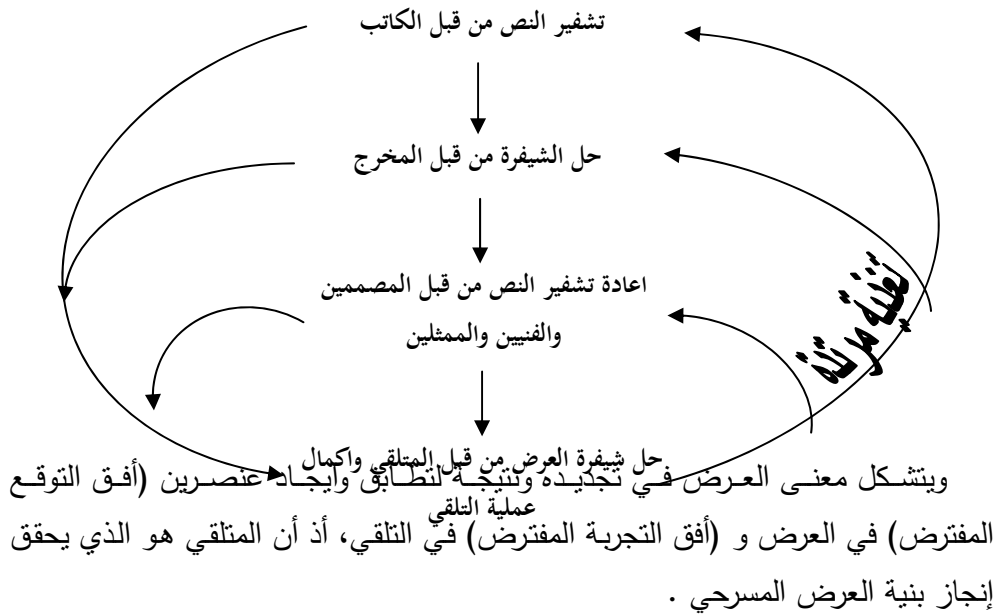 تشفير النص من قبل الكاتب
حل الشيفرة من قبل المخرج
اعادة تشفير النص من قبل المصممين
والفنيين والممثلين
تغذية مرتدة
حل شيفرة العرض من قبل المتلقي واكمال
عملية التلقي
ويتشكل معنى العرض في تجديده ونتيجة لتطابق وايجاد عنصرين (أفق التوقع
المفترض) في العرض و (أفق التجربة المفترض) في التلقي، أذ أن المتلقي هو الذي يحقق
إنجاز بنية العرض المسرحي .